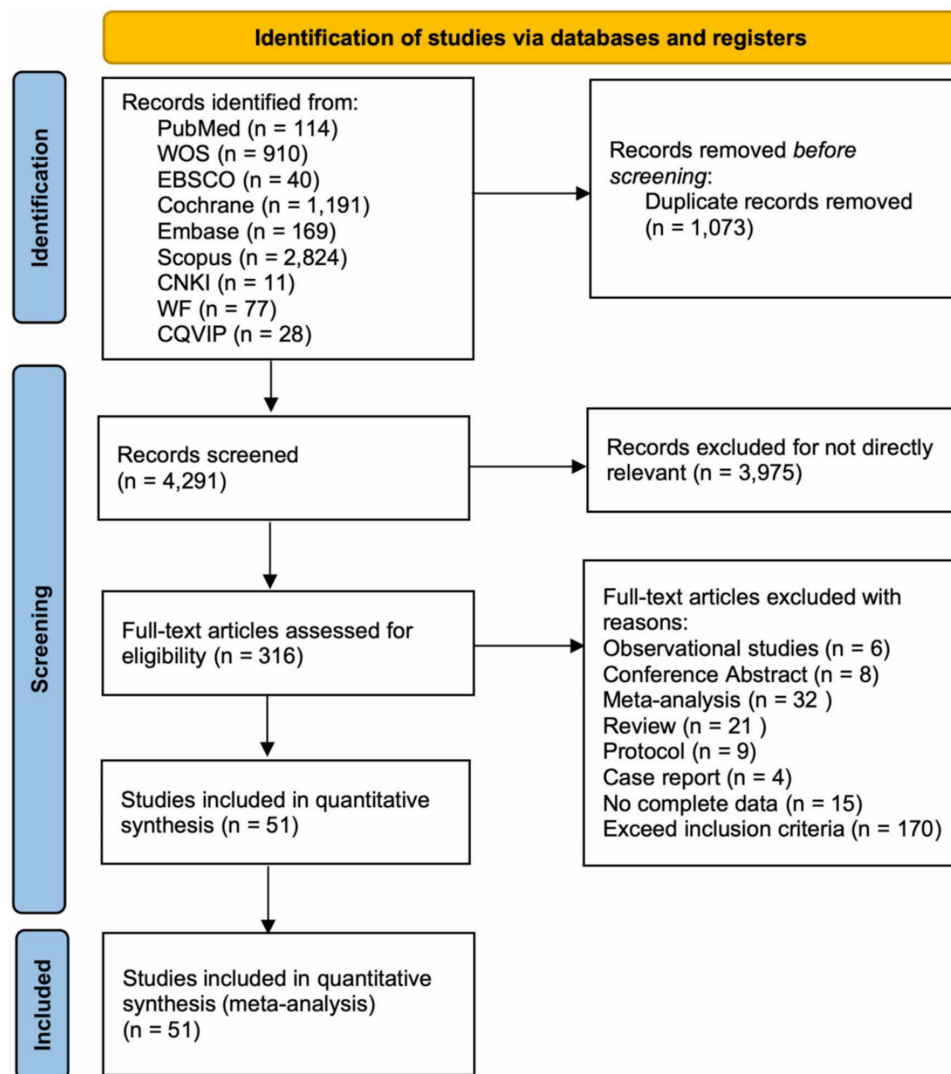 Identification of studies via databases and registers
Identification
Records identified from:
PubMed (n = 114)
WOS (n = 910)
EBSCO (n = 40)
Cochrane (n = 1,191)
Embase (n = 169)
Scopus (n = 2,824)
CNKI (n = 11)
WF (n = 77)
CQVIP (n = 28)
Records removed before
screening:
Duplicate records removed
(n = 1,073)
Screening
Records screened
(n = 4,291)
Records excluded for not directly
relevant (n = 3,975)
Full-text articles assessed for
eligibility (n = 316)
Full-text articles excluded with
reasons:
Observational studies (n = 6)
Conference Abstract (n = 8)
Meta-analysis (n = 32 )
Review (n = 21 )
Protocol (n = 9)
Case report (n = 4)
No complete data (n = 15)
Exceed inclusion criteria (n = 170)
Studies included in quantitative
synthesis (n = 51)
Included
Studies included in quantitative
synthesis (meta-analysis)
(n = 51)